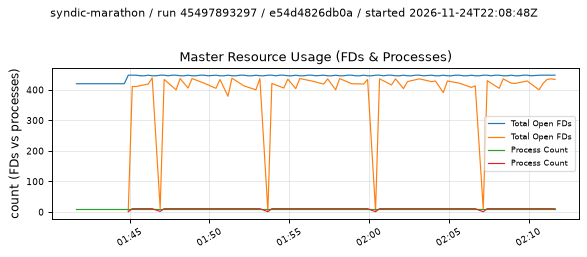 syndic-marathon / run 45497893297 / e54d4826db0a / started 2026-11-24T22:08:48Z
Master Resource Usage (FDs & Processes)
count (FDs vs processes)
400
300
200
100
0
Total Open FDs
Total Open FDs
Process Count
Process Count
01:45
01:50
01:55
02:00
02:05
02:10